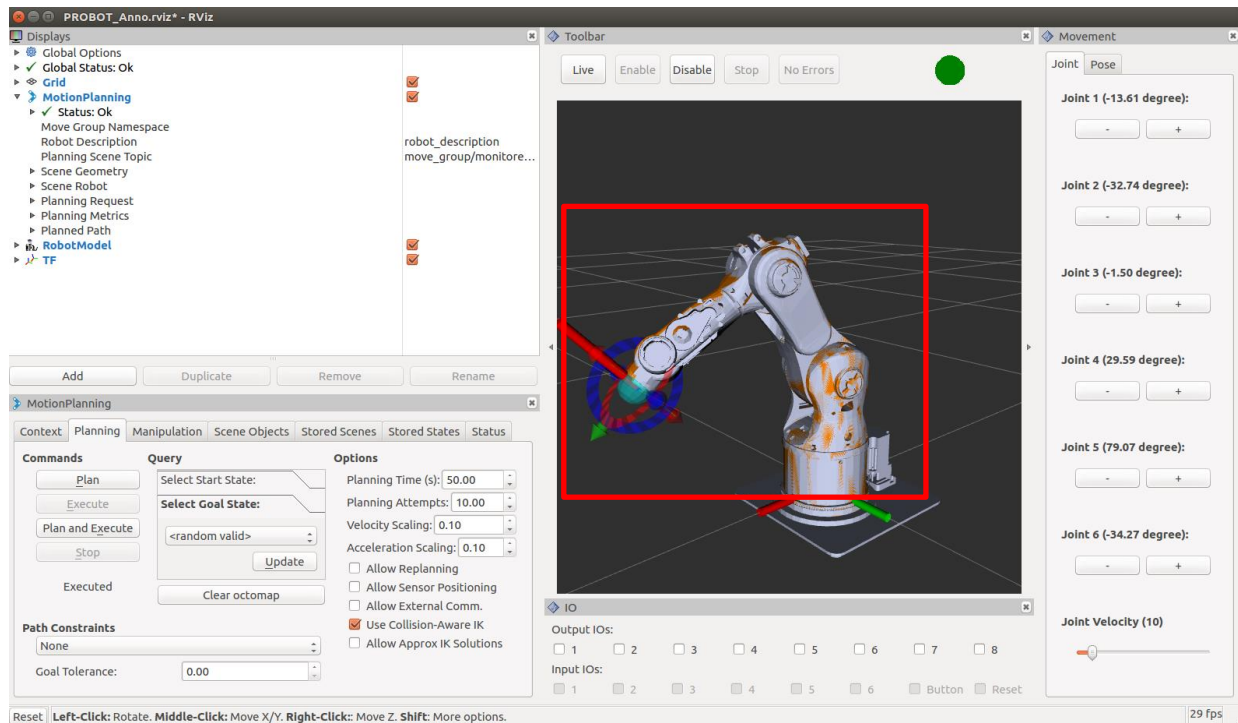 PROBOT_Anno.rviz* - RViz
Displays
Global Options
Global Status: Ok
Grid
MotionPlanning
Status: Ok
Move Group Namespace
Robot Description robot_description
Planning Scene Topic move_group/monitore...
Scene Geometry
Scene Robot
Planning Request
Planning Metrics
Planned Path
RobotModel
TF
Add Duplicate Remove Rename
MotionPlanning
Context Planning Manipulation Scene Objects Stored Scenes Stored States Status
Commands
Plan
Execute
Plan and Execute
Stop
Executed
Query
Select Start State:
Select Goal State:
<random valid>
Update
Clear octomap
Options
Planning Time (s): 50.00
Planning Attempts: 10.00
Velocity Scaling: 0.10
Acceleration Scaling: 0.10
Allow Replanning
Allow Sensor Positioning
Allow External Comm.
Use Collision-Aware IK
Allow Approx IK Solutions
Path Constraints
None
Goal Tolerance: 0.00
Toolbar
Live Enable Disable Stop No Errors
IO
Output IOs:
1 2 3 4 5 6 7 8
Input IOs:
1 2 3 4 5 6 Button Reset
Movement
Joint Pose
Joint 1 (-13.61 degree):
- +
Joint 2 (-32.74 degree):
- +
Joint 3 (-1.50 degree):
- +
Joint 4 (29.59 degree):
- +
Joint 5 (79.07 degree):
- +
Joint 6 (-34.27 degree):
- +
Joint Velocity (10)
Reset Left-Click: Rotate. Middle-Click: Move X/Y. Right-Click:: Move Z. Shift: More options. 29 fps